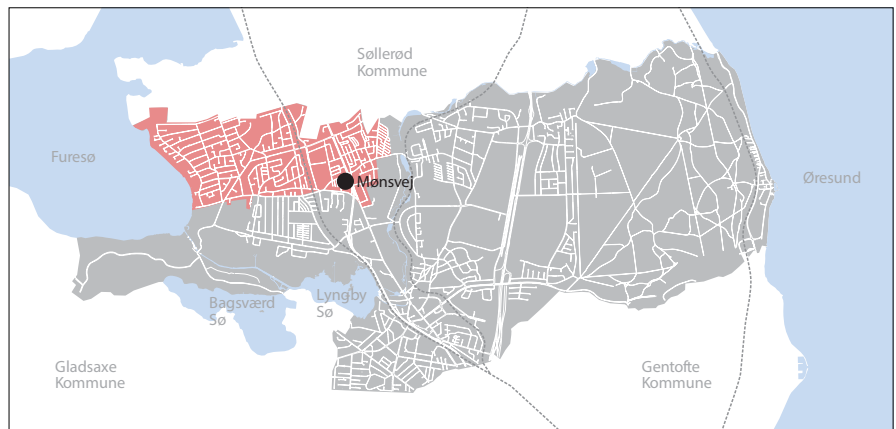 Søllerød
Kommune
Furesø
Mønsvej
Øresund
Bagsværd
Sø
Lyngby
Sø
Gladsaxe
Kommune
Gentofte
Kommune